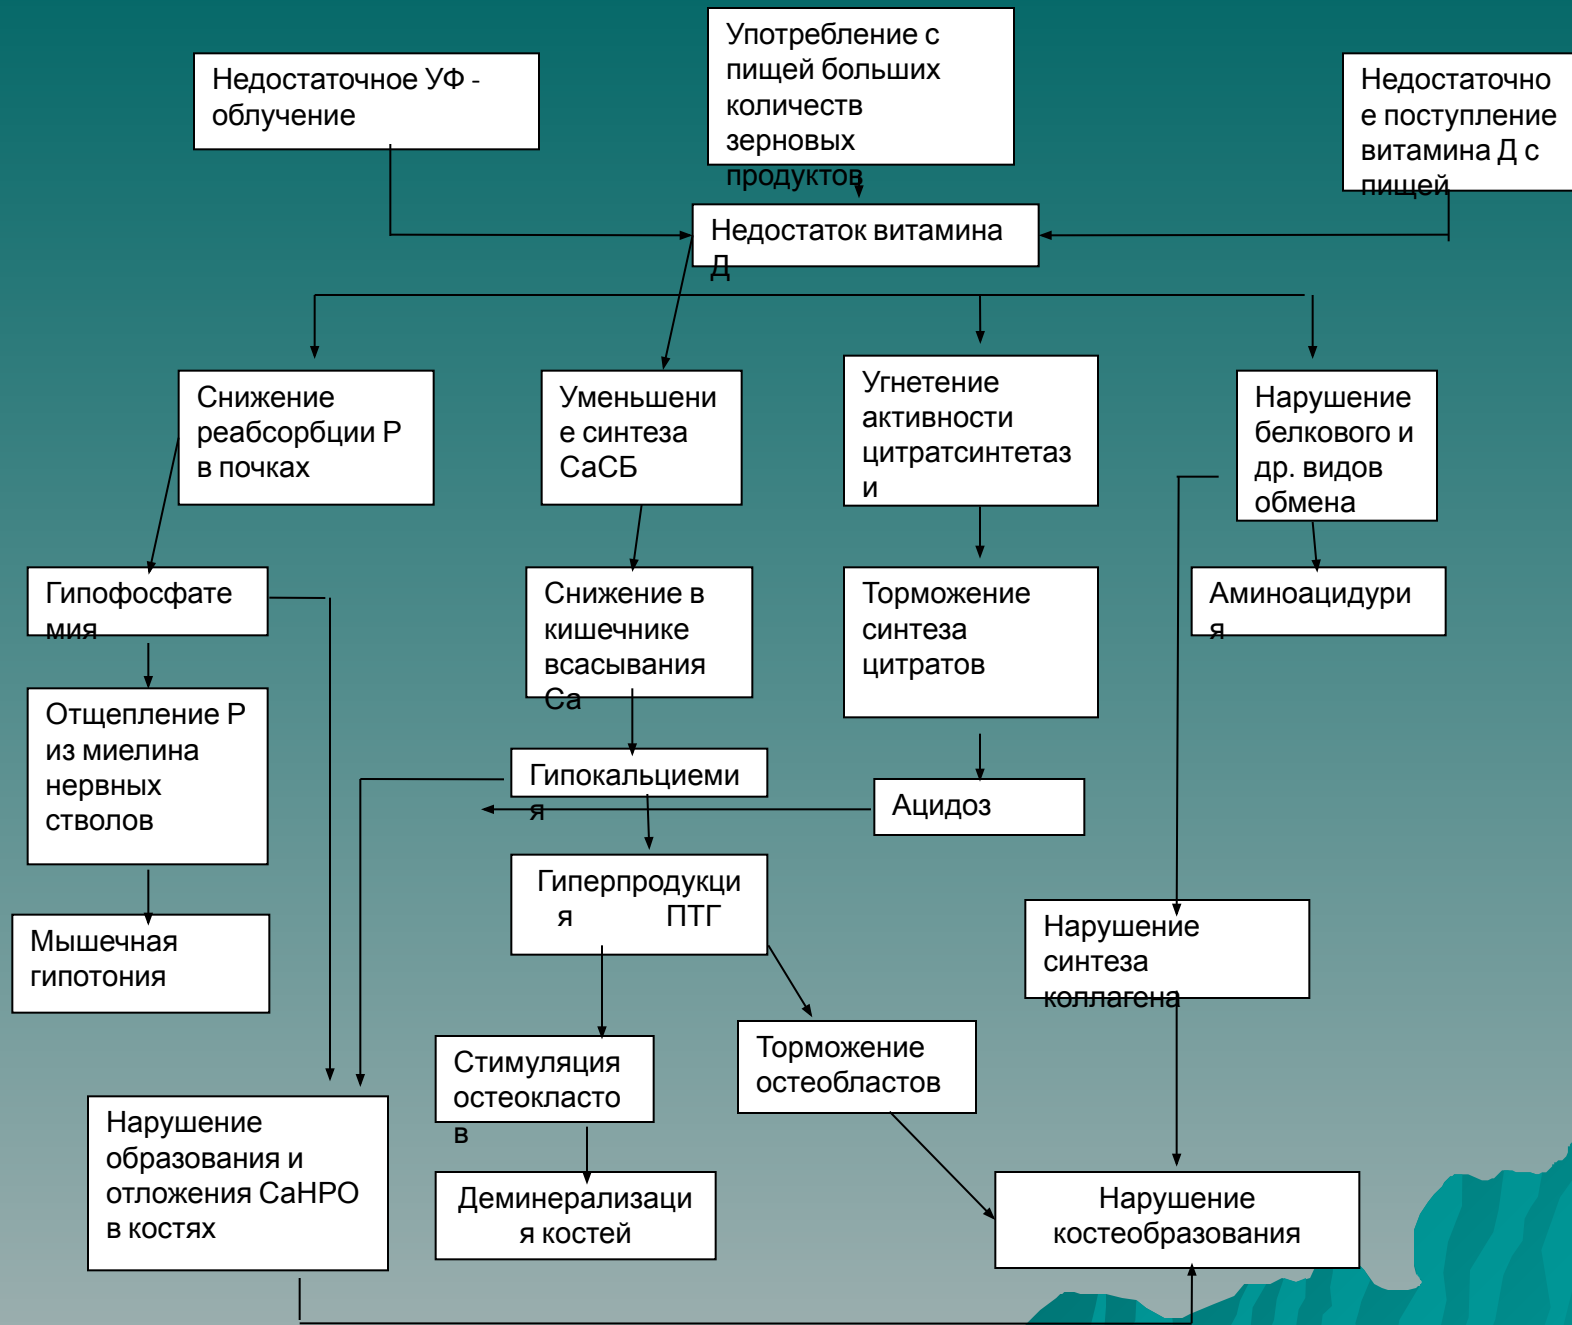 Недостаточное УФ -
облучение
Употребление с
пищей больших
количеств
зерновых
продуктов
Недостаточно
е поступление
витамина Д с
пищей
Недостаток витамина
Д
Снижение
реабсорбции Р
в почках
Уменьшени
е синтеза
СаСБ
Угнетение
активности
цитратсинтетаз
и
Нарушение
белкового и
др. видов
обмена
Гипофосфате
мия
Снижение в
кишечнике
всасывания
Са
Торможение
синтеза
цитратов
Аминоацидури
я
Отщепление Р
из миелина
нервных
стволов
Гипокальциеми
я
Ацидоз
Гиперпродукци
я ПТГ
Мышечная
гипотония
Нарушение
синтеза
коллагена
Стимуляция
остеокласто
в
Торможение
остеобластов
Нарушение
образования и
отложения СаНРО
в костях
Деминерализаци
я костей
Нарушение
костеобразования